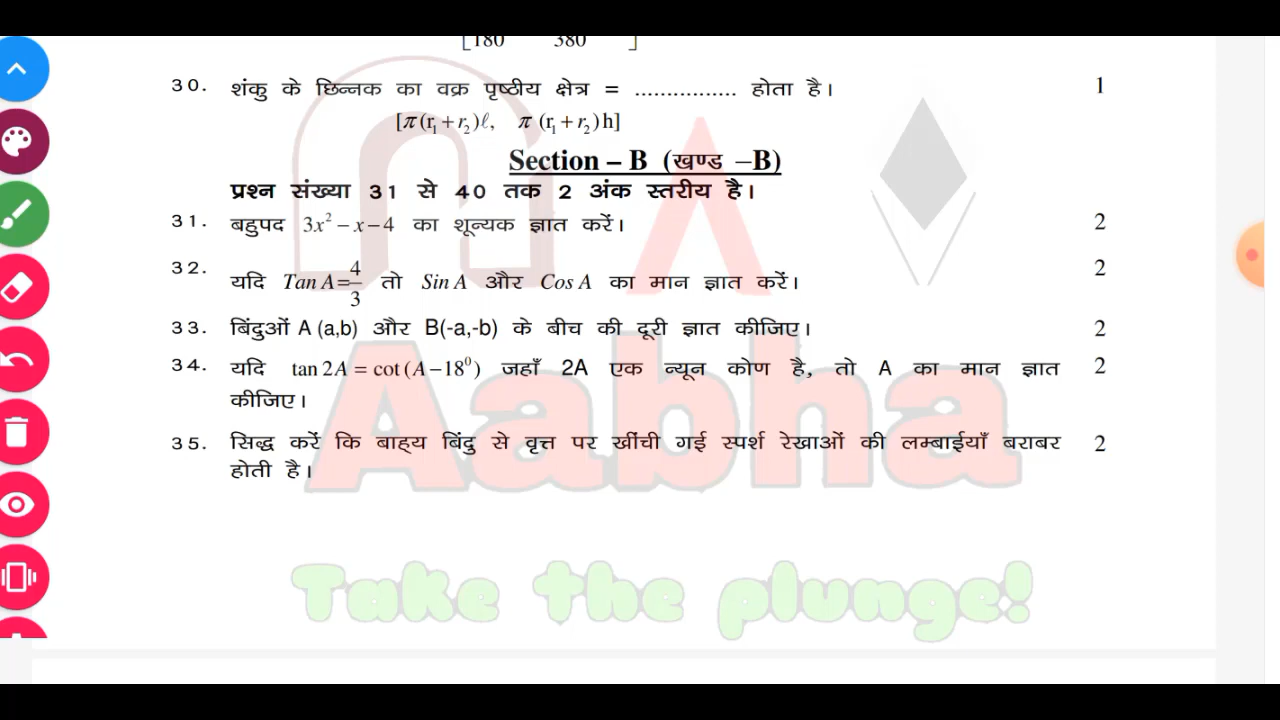 [180 380 ]
30. शंकु के छिन्नक का वक्र पृष्ठीय क्षेत्र = ................ होता है। 1
[π(r₁+r₂)ℓ, π(r₁+r₂)h]
Section – B (खण्ड –B)
प्रश्न संख्या 31 से 40 तक 2 अंक स्तरीय है।
31. बहुपद 3x²–x–4 का शून्यक ज्ञात करें। 2
32. यदि Tan A=4/3 तो Sin A और Cos A का मान ज्ञात करें। 2
33. बिंदुओं A (a,b) और B(-a,-b) के बीच की दूरी ज्ञात कीजिए। 2
34. यदि tan 2A = cot (A–18⁰) जहाँ 2A एक न्यून कोण है, तो A का मान ज्ञात 2
कीजिए।
35. सिद्ध करें कि बाह्य बिंदु से वृत्त पर खींची गई स्पर्श रेखाओं की लम्बाईयाँ बराबर 2
होती है।
Aabha
Take the plunge!